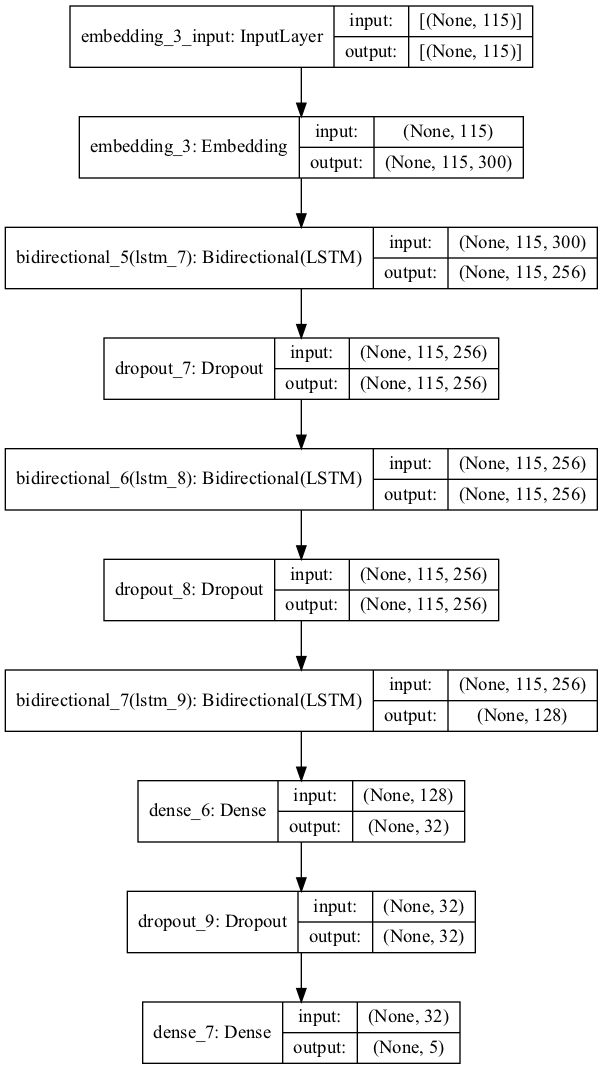 embedding_3_input: InputLayer
input: [(None, 115)]
output: [(None, 115)]
embedding_3: Embedding
input: (None, 115)
output: (None, 115, 300)
bidirectional_5(lstm_7): Bidirectional(LSTM)
input: (None, 115, 300)
output: (None, 115, 256)
dropout_7: Dropout
input: (None, 115, 256)
output: (None, 115, 256)
bidirectional_6(lstm_8): Bidirectional(LSTM)
input: (None, 115, 256)
output: (None, 115, 256)
dropout_8: Dropout
input: (None, 115, 256)
output: (None, 115, 256)
bidirectional_7(lstm_9): Bidirectional(LSTM)
input: (None, 115, 256)
output: (None, 128)
dense_6: Dense
input: (None, 128)
output: (None, 32)
dropout_9: Dropout
input: (None, 32)
output: (None, 32)
dense_7: Dense
input: (None, 32)
output: (None, 5)